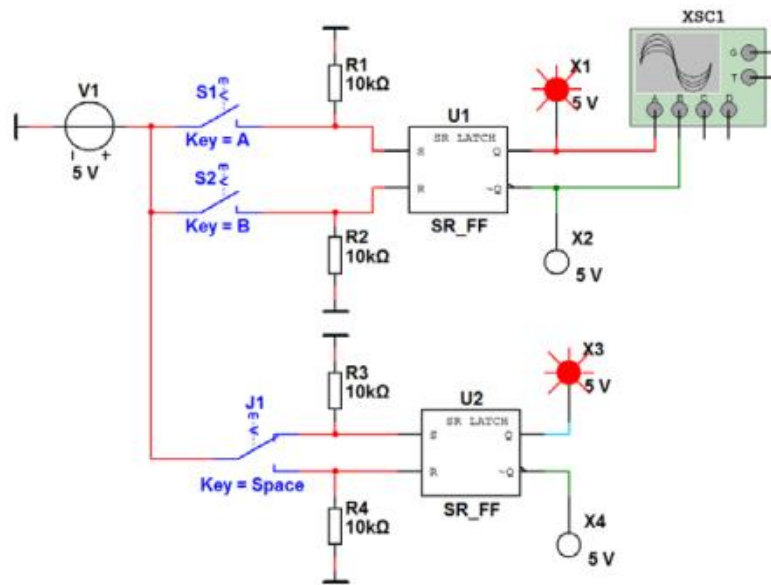 XSC1
G
T
A
B
C
D
R1
10kΩ
X1
5 V
V1
5 V
S1
Key = A
U1
SR LATCH
S
Q
R
~Q
SR_FF
S2
Key = B
R2
10kΩ
X2
5 V
R3
10kΩ
X3
5 V
J1
U2
SR LATCH
S
Q
R
~Q
SR_FF
Key = Space
R4
10kΩ
X4
5 V